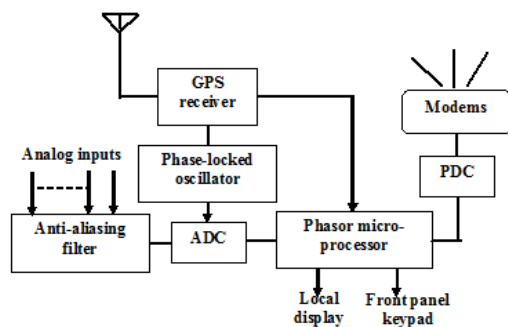 GPS
receiver
Modems
Analog inputs
Phase-locked
oscillator
PDC
Anti-aliasing
filter
ADC
Phasor micro-
processor
Local
display
Front panel
keypad